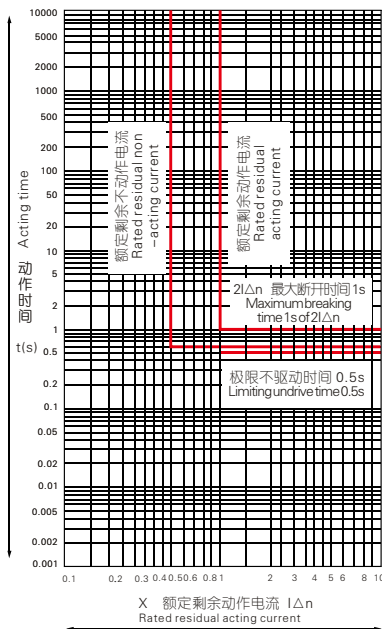 10000
5000
2000
1000
500
200
100
50
20
10
5
2
1
0.5
0.2
0.1
0.05
0.02
0.01
0.005
0.002
0.001
动作时间 Acting time
t(s)
额定剩余不动作电流
Rated residual non
-acting current
额定剩余动作电流
Rated residual
acting current
2I△n 最大断开时间1s
Maximum breaking
time 1s of 2I△n
极限不驱动时间 0.5s
Limiting undrive time 0.5s
0.1 0.2 0.3 0.4 0.5 0.6 0.8 1 2 3 4 5 6 8 10
X 额定剩余动作电流 I△n
Rated residual acting current